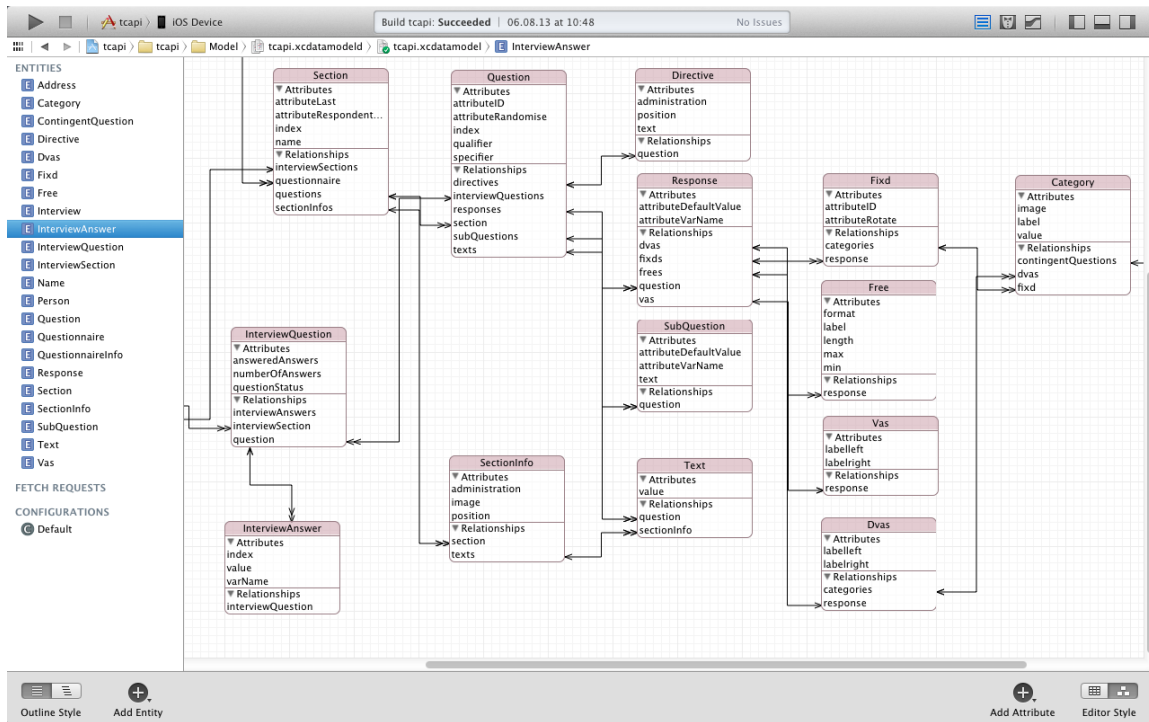 tcapi iOS Device
Build tcapi: Succeeded | 06.08.13 at 10:48 No Issues
tcapi tcapi Model tcapi.xcdatamodeld tcapi.xcdatamodel InterviewAnswer
ENTITIES
Address
Category
ContingentQuestion
Directive
Dvas
Fixd
Free
Interview
InterviewAnswer
InterviewQuestion
InterviewSection
Name
Person
Question
Questionnaire
QuestionnaireInfo
Response
Section
SectionInfo
SubQuestion
Text
Vas
FETCH REQUESTS
CONFIGURATIONS
Default
Section
Attributes
attributeLast
attributeRespondent...
index
name
Relationships
interviewSections
questionnaire
questions
sectionInfos
Question
Attributes
attributeID
attributeRandomise
index
qualifier
specifier
Relationships
directives
interviewQuestions
responses
section
subQuestions
texts
Directive
Attributes
administration
position
text
Relationships
question
Response
Attributes
attributeDefaultValue
attributeVarName
Relationships
dvas
fixds
frees
question
vas
Fixd
Attributes
attributeID
attributeRotate
Relationships
categories
response
Category
Attributes
image
label
value
Relationships
contingentQuestions
dvas
fixd
Free
Attributes
format
label
length
max
min
Relationships
response
InterviewQuestion
Attributes
answeredAnswers
numberOfAnswers
questionStatus
Relationships
interviewAnswers
interviewSection
question
SubQuestion
Attributes
attributeDefaultValue
attributeVarName
text
Relationships
question
Vas
Attributes
labelleft
labelright
Relationships
response
SectionInfo
Attributes
administration
image
position
Relationships
section
texts
Text
Attributes
value
Relationships
question
sectionInfo
InterviewAnswer
Attributes
index
value
varName
Relationships
interviewQuestion
Dvas
Attributes
labelleft
labelright
Relationships
categories
response
Outline Style Add Entity Add Attribute Editor Style